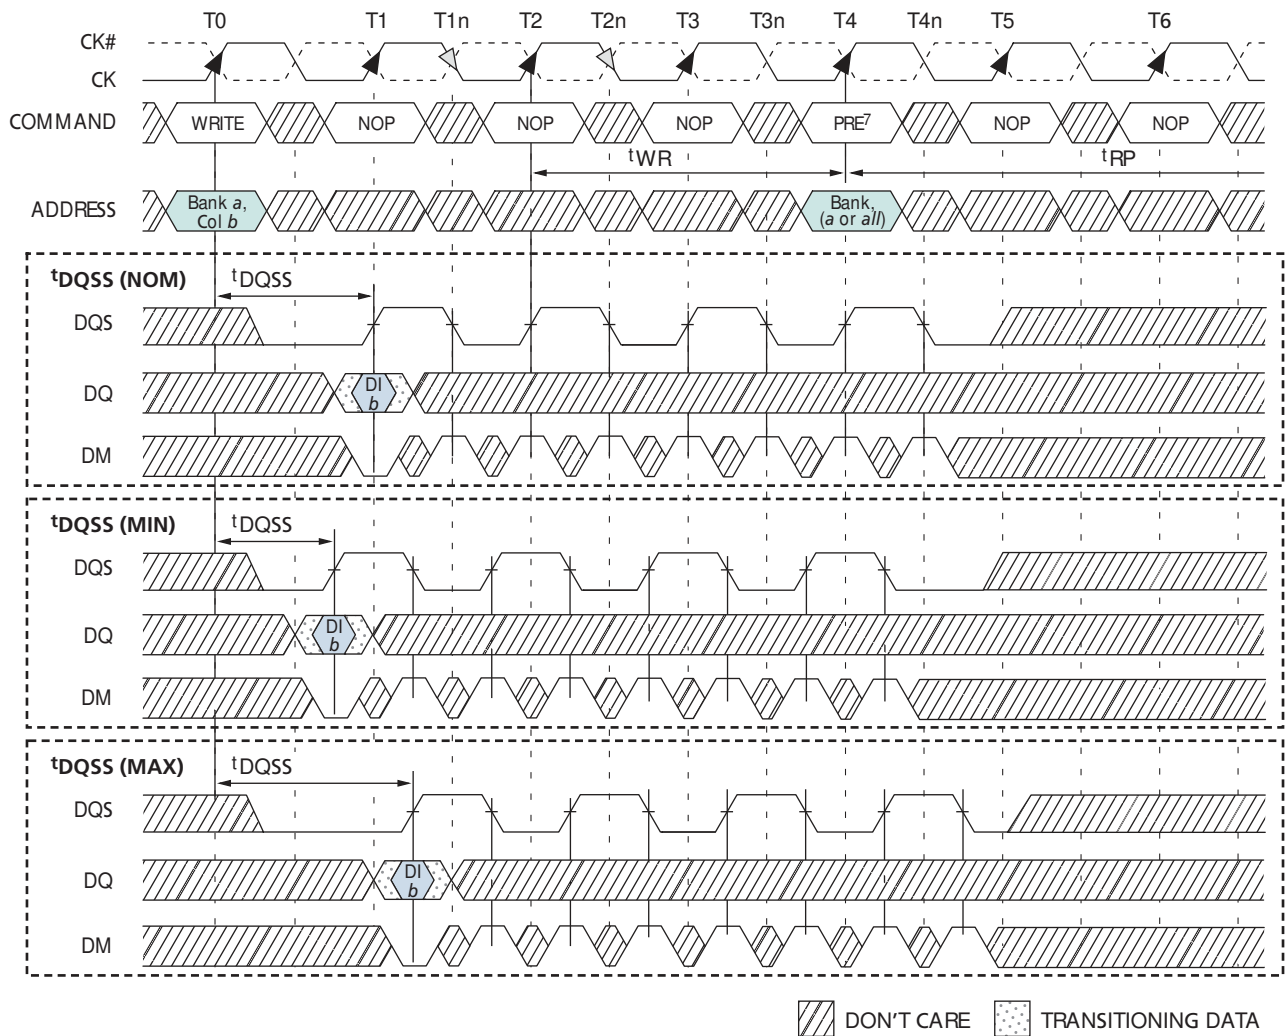 T0 T1 T1n T2 T2n T3 T3n T4 T4n T5 T6
CK#
CK
COMMAND WRITE NOP NOP NOP PRE7 NOP NOP
tWR tRP
ADDRESS Bank a, Col b Bank, (a or all)
tDQSS (NOM) tDQSS
DQS
DQ DI b
DM
tDQSS (MIN) tDQSS
DQS
DQ DI b
DM
tDQSS (MAX) tDQSS
DQS
DQ DI b
DM
DON'T CARE TRANSITIONING DATA